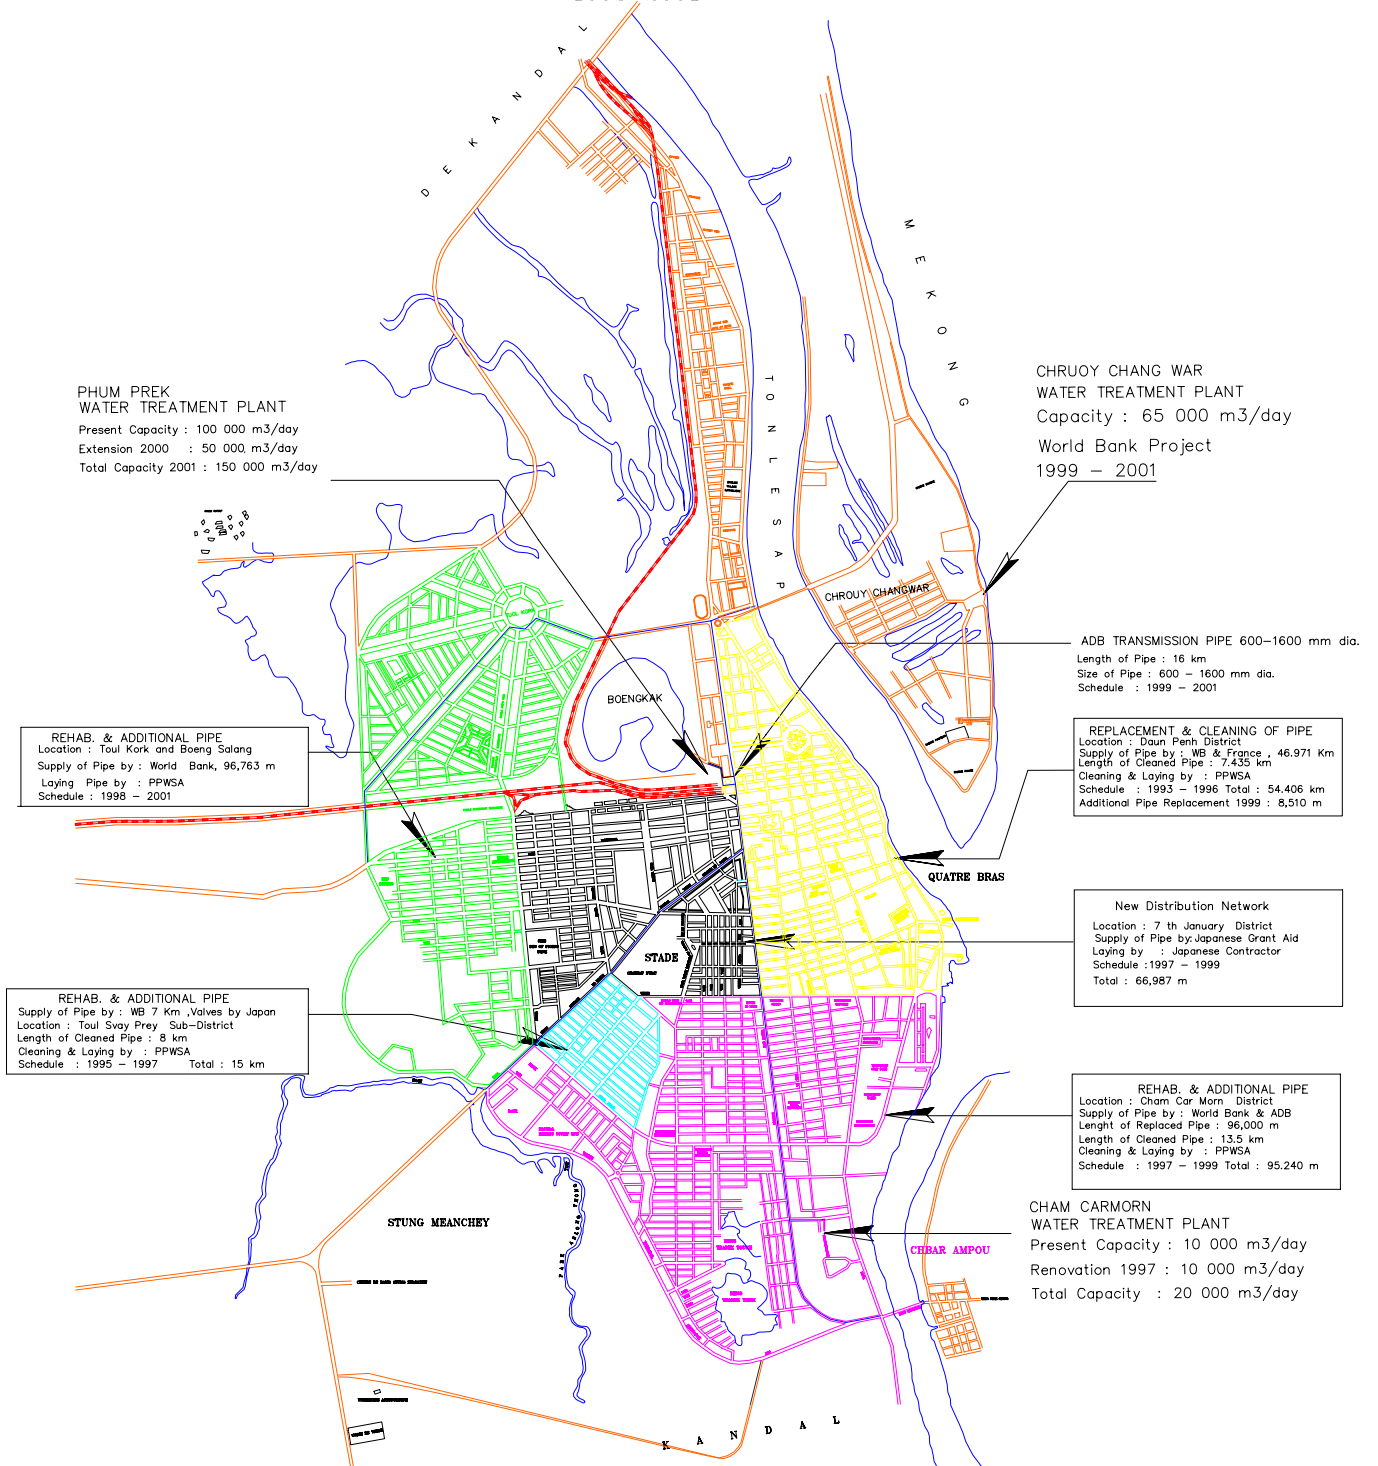 D E K A N D A L
M E K O N G
T O N L E S A P
PHUM PREK
WATER TREATMENT PLANT
Present Capacity : 100 000 m3/day
Extension 2000 : 50 000 m3/day
Total Capacity 2001 : 150 000 m3/day
CHRUOY CHANG WAR
WATER TREATMENT PLANT
Capacity : 65 000 m3/day
World Bank Project
1999 - 2001
TUOL KORK
CHROUY CHANGWAR
BOENGKAK
ADB TRANSMISSION PIPE 600-1600 mm dia.
Length of Pipe : 16 km
Size of Pipe : 600 - 1600 mm dia.
Schedule : 1999 - 2001
REHAB. & ADDITIONAL PIPE
Location : Toul Kork and Boeng Salang
Supply of Pipe by : World Bank, 96,763 m
Laying Pipe by : PPWSA
Schedule : 1998 - 2001
REPLACEMENT & CLEANING OF PIPE
Location : Daun Penh District
Supply of Pipe by : WB & France , 46.971 Km
Length of Cleaned Pipe : 7.435 km
Cleaning & Laying by : PPWSA
Schedule : 1993 - 1996 Total : 54.406 km
Additional Pipe Replacement 1999 : 8,510 m
QUATRE BRAS
New Distribution Network
Location : 7 th January District
Supply of Pipe by: Japanese Grant Aid
Laying by : Japanese Contractor
Schedule :1997 - 1999
Total : 66,987 m
STADE
REHAB. & ADDITIONAL PIPE
Supply of Pipe by : WB 7 Km ,Valves by Japan
Location : Toul Svay Prey Sub-District
Length of Cleaned Pipe : 8 km
Cleaning & Laying by : PPWSA
Schedule : 1995 - 1997 Total : 15 km
REHAB. & ADDITIONAL PIPE
Location : Cham Car Morn District
Supply of Pipe by : World Bank & ADB
Lenght of Replaced Pipe : 96,000 m
Length of Cleaned Pipe : 13.5 km
Cleaning & Laying by : PPWSA
Schedule : 1997 - 1999 Total : 95.240 m
STUNG MEANCHEY
CHBAR AMPOU
CHAM CARMORN
WATER TREATMENT PLANT
Present Capacity : 10 000 m3/day
Renovation 1997 : 10 000 m3/day
Total Capacity : 20 000 m3/day
K A N D A L